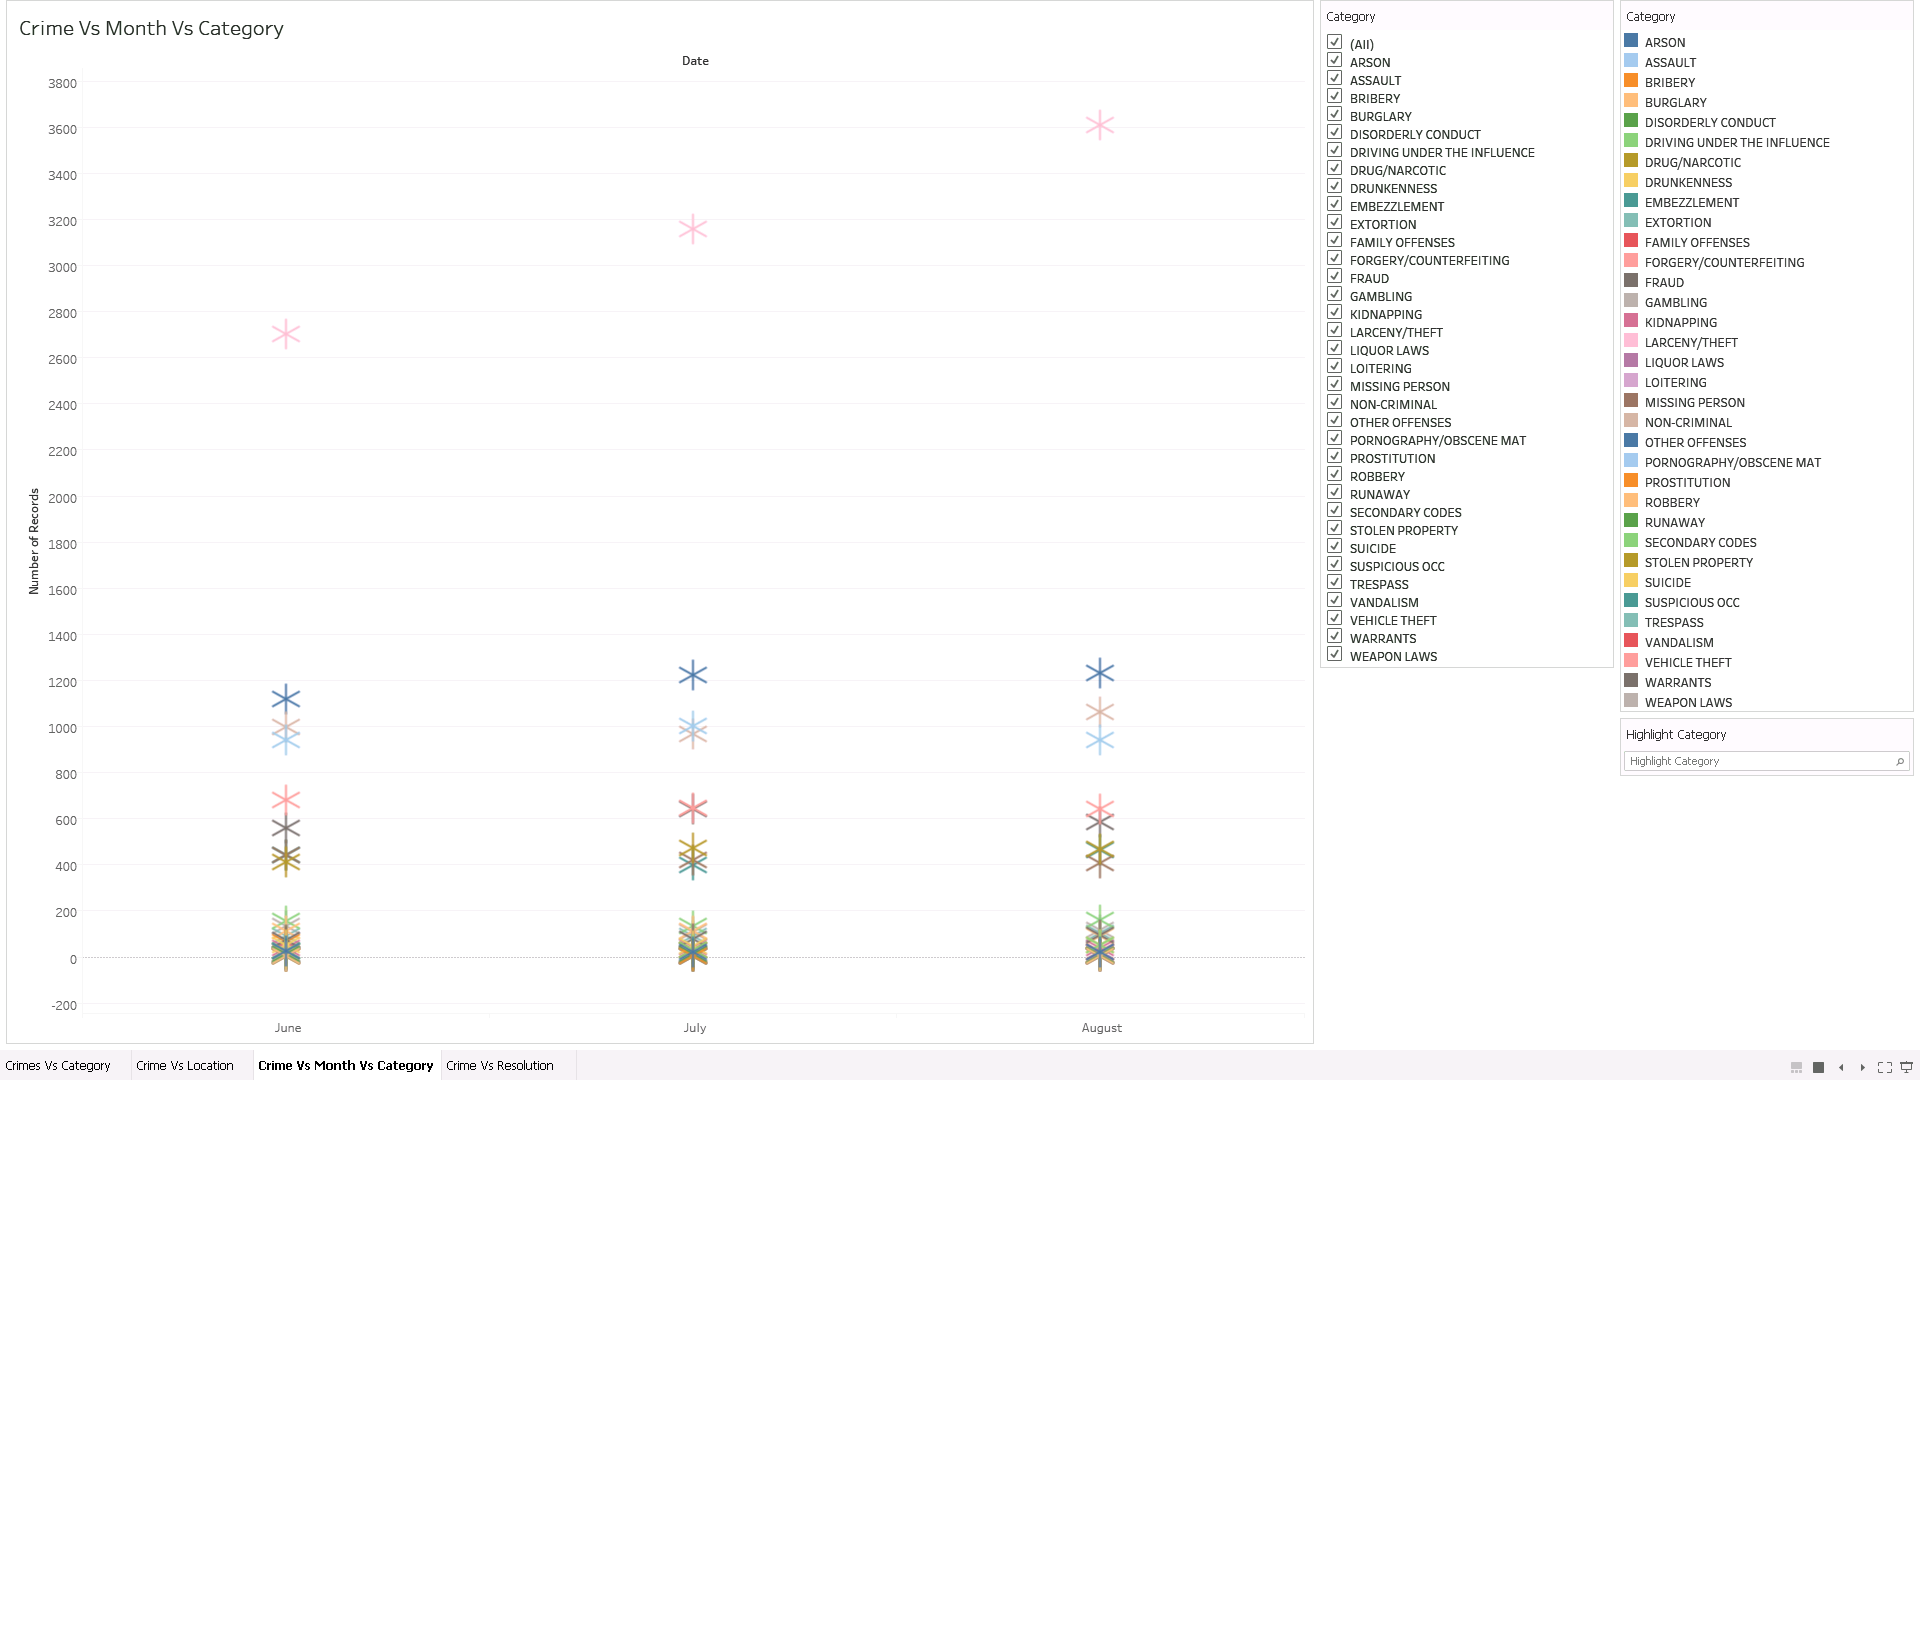 Crime Vs Month Vs Category
Date
Number of Records
3800
3600
3400
3200
3000
2800
2600
2400
2200
2000
1800
1600
1400
1200
1000
800
600
400
200
0
-200
June
July
August
Category
(All)
ARSON
ASSAULT
BRIBERY
BURGLARY
DISORDERLY CONDUCT
DRIVING UNDER THE INFLUENCE
DRUG/NARCOTIC
DRUNKENNESS
EMBEZZLEMENT
EXTORTION
FAMILY OFFENSES
FORGERY/COUNTERFEITING
FRAUD
GAMBLING
KIDNAPPING
LARCENY/THEFT
LIQUOR LAWS
LOITERING
MISSING PERSON
NON-CRIMINAL
OTHER OFFENSES
PORNOGRAPHY/OBSCENE MAT
PROSTITUTION
ROBBERY
RUNAWAY
SECONDARY CODES
STOLEN PROPERTY
SUICIDE
SUSPICIOUS OCC
TRESPASS
VANDALISM
VEHICLE THEFT
WARRANTS
WEAPON LAWS
Category
ARSON
ASSAULT
BRIBERY
BURGLARY
DISORDERLY CONDUCT
DRIVING UNDER THE INFLUENCE
DRUG/NARCOTIC
DRUNKENNESS
EMBEZZLEMENT
EXTORTION
FAMILY OFFENSES
FORGERY/COUNTERFEITING
FRAUD
GAMBLING
KIDNAPPING
LARCENY/THEFT
LIQUOR LAWS
LOITERING
MISSING PERSON
NON-CRIMINAL
OTHER OFFENSES
PORNOGRAPHY/OBSCENE MAT
PROSTITUTION
ROBBERY
RUNAWAY
SECONDARY CODES
STOLEN PROPERTY
SUICIDE
SUSPICIOUS OCC
TRESPASS
VANDALISM
VEHICLE THEFT
WARRANTS
WEAPON LAWS
Highlight Category
Highlight Category
Crimes Vs Category
Crime Vs Location
Crime Vs Month Vs Category
Crime Vs Resolution